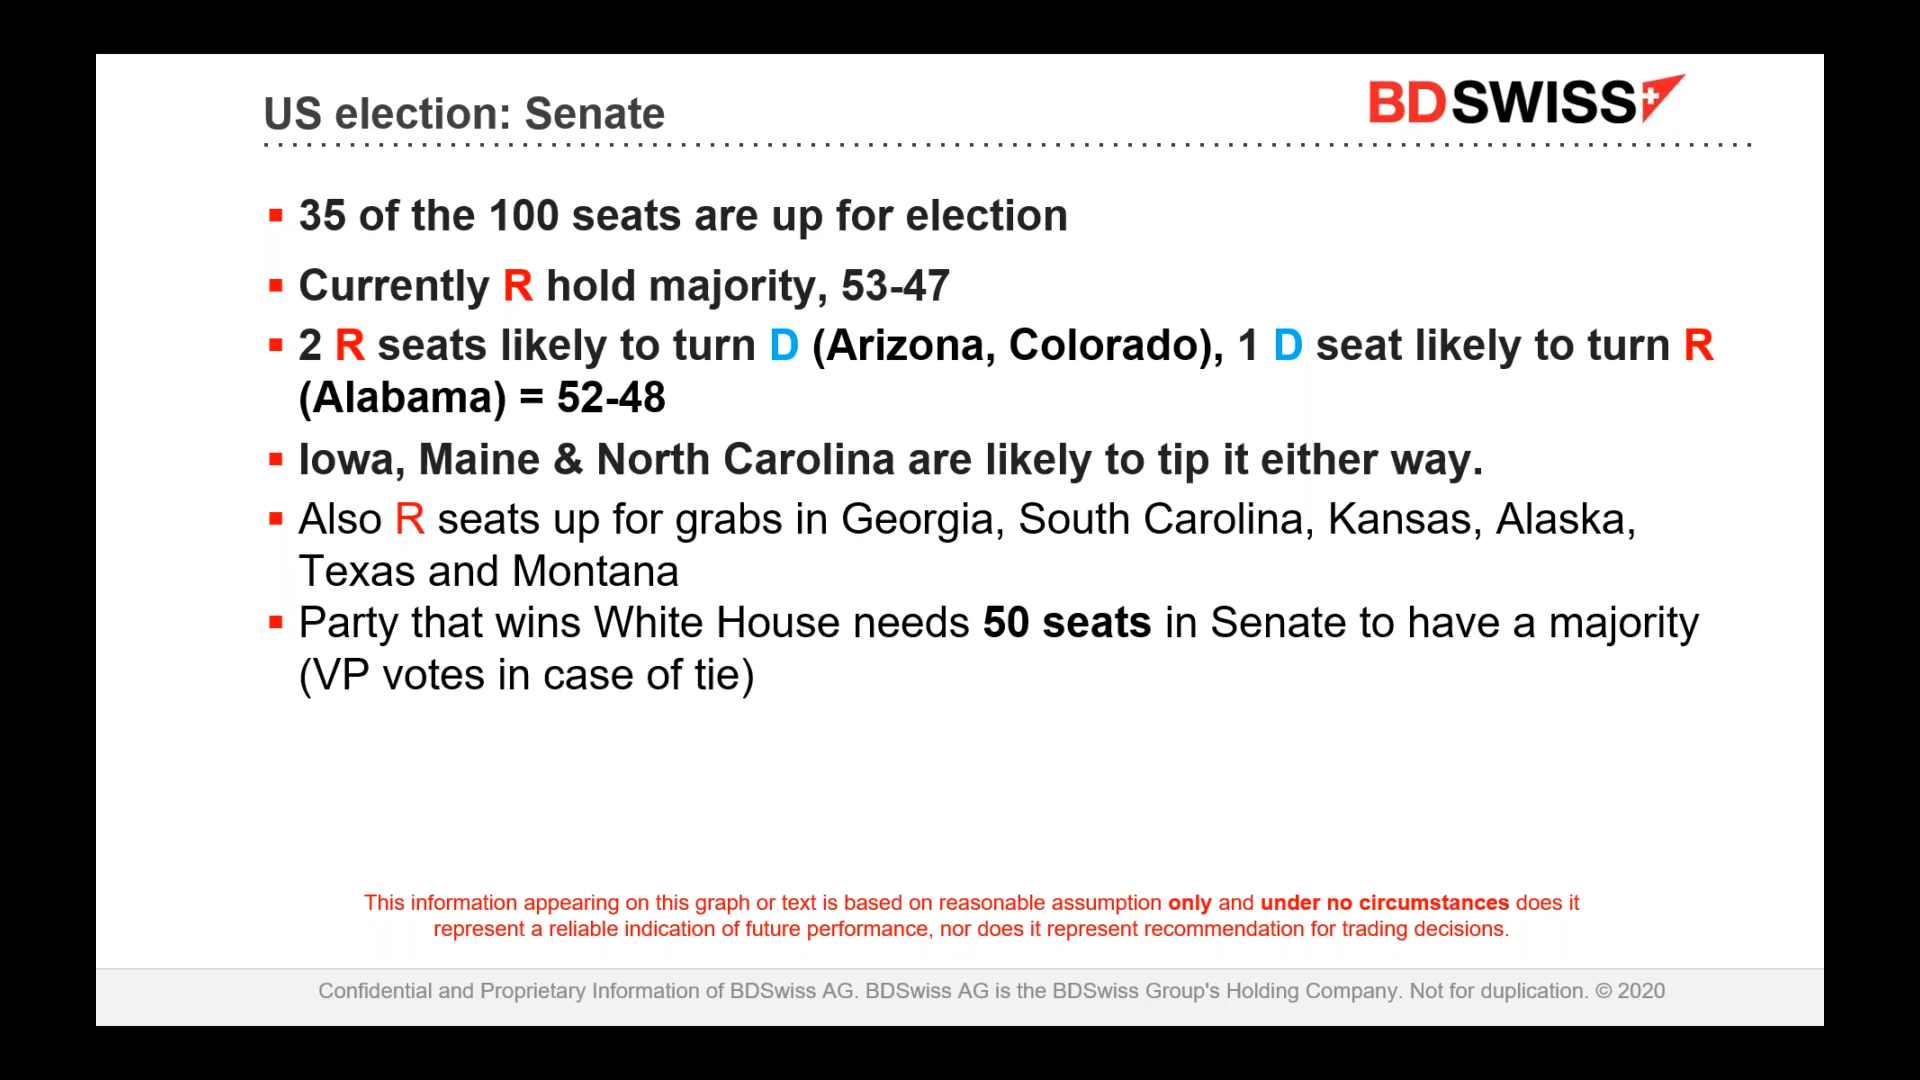 US election: Senate
BDSWISS
35 of the 100 seats are up for election
Currently R hold majority, 53-47
2 R seats likely to turn D (Arizona, Colorado), 1 D seat likely to turn R
(Alabama) = 52-48
Iowa, Maine & North Carolina are likely to tip it either way.
Also R seats up for grabs in Georgia, South Carolina, Kansas, Alaska,
Texas and Montana
Party that wins White House needs 50 seats in Senate to have a majority
(VP votes in case of tie)
This information appearing on this graph or text is based on reasonable assumption only and under no circumstances does it
represent a reliable indication of future performance, nor does it represent recommendation for trading decisions.
Confidential and Proprietary Information of BDSwiss AG. BDSwiss AG is the BDSwiss Group's Holding Company. Not for duplication. © 2020